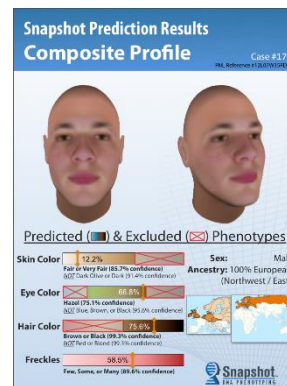 Snapshot Prediction Results
Composite Profile
Case #17
Predicted ( ) & Excluded ( ) Phenotypes
Skin Color
12.2%
Fair or Very Fair (85.7% confidence)
NOT Dark Olive or Dark (91.4% confidence)
Eye Color
66.8%
Hazel (75.1% confidence)
NOT Blue, Brown, or Black (95.6% confidence)
Hair Color
75.6%
Brown or Black (99.3% confidence)
NOT Red or Blond (99.3% confidence)
Freckles
58.5%
Few, Some, or Many (89.6% confidence)
Sex: Mal
Ancestry: 100% European
(Northwest / East
Snapshot
DNA PHENOTYPING